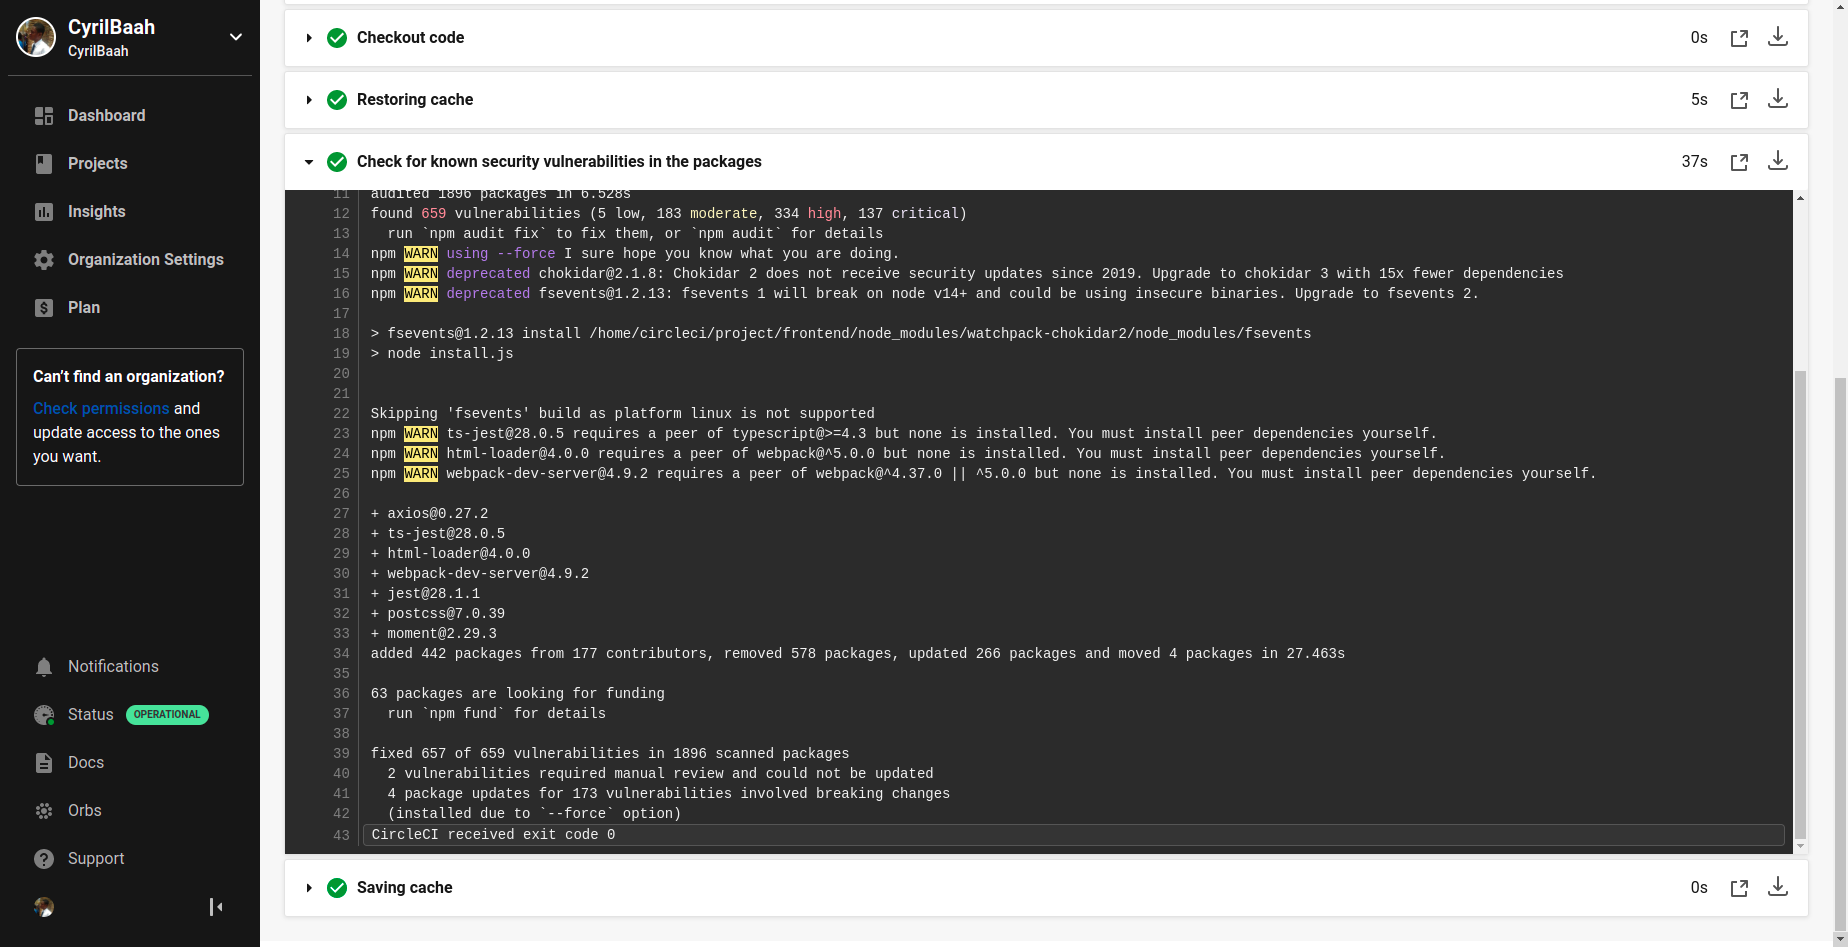 CyrilBaah
CyrilBaah
Dashboard
Projects
Insights
Organization Settings
Plan
Can't find an organization?
Check permissions and
update access to the ones
you want.
Notifications
Status OPERATIONAL
Docs
Orbs
Support
Checkout code 0s
Restoring cache 5s
Check for known security vulnerabilities in the packages 37s
11 audited 1896 packages in 6.528s
12 found 659 vulnerabilities (5 low, 183 moderate, 334 high, 137 critical)
13   run `npm audit fix` to fix them, or `npm audit` for details
14 npm WARN using --force I sure hope you know what you are doing.
15 npm WARN deprecated chokidar@2.1.8: Chokidar 2 does not receive security updates since 2019. Upgrade to chokidar 3 with 15x fewer dependencies
16 npm WARN deprecated fsevents@1.2.13: fsevents 1 will break on node v14+ and could be using insecure binaries. Upgrade to fsevents 2.
17
18 > fsevents@1.2.13 install /home/circleci/project/frontend/node_modules/watchpack-chokidar2/node_modules/fsevents
19 > node install.js
20
21
22 Skipping 'fsevents' build as platform linux is not supported
23 npm WARN ts-jest@28.0.5 requires a peer of typescript@>=4.3 but none is installed. You must install peer dependencies yourself.
24 npm WARN html-loader@4.0.0 requires a peer of webpack@^5.0.0 but none is installed. You must install peer dependencies yourself.
25 npm WARN webpack-dev-server@4.9.2 requires a peer of webpack@^4.37.0 || ^5.0.0 but none is installed. You must install peer dependencies yourself.
26
27 + axios@0.27.2
28 + ts-jest@28.0.5
29 + html-loader@4.0.0
30 + webpack-dev-server@4.9.2
31 + jest@28.1.1
32 + postcss@7.0.39
33 + moment@2.29.3
34 added 442 packages from 177 contributors, removed 578 packages, updated 266 packages and moved 4 packages in 27.463s
35
36 63 packages are looking for funding
37   run `npm fund` for details
38
39 fixed 657 of 659 vulnerabilities in 1896 scanned packages
40   2 vulnerabilities required manual review and could not be updated
41   4 package updates for 173 vulnerabilities involved breaking changes
42   (installed due to `--force` option)
43 CircleCI received exit code 0
Saving cache 0s